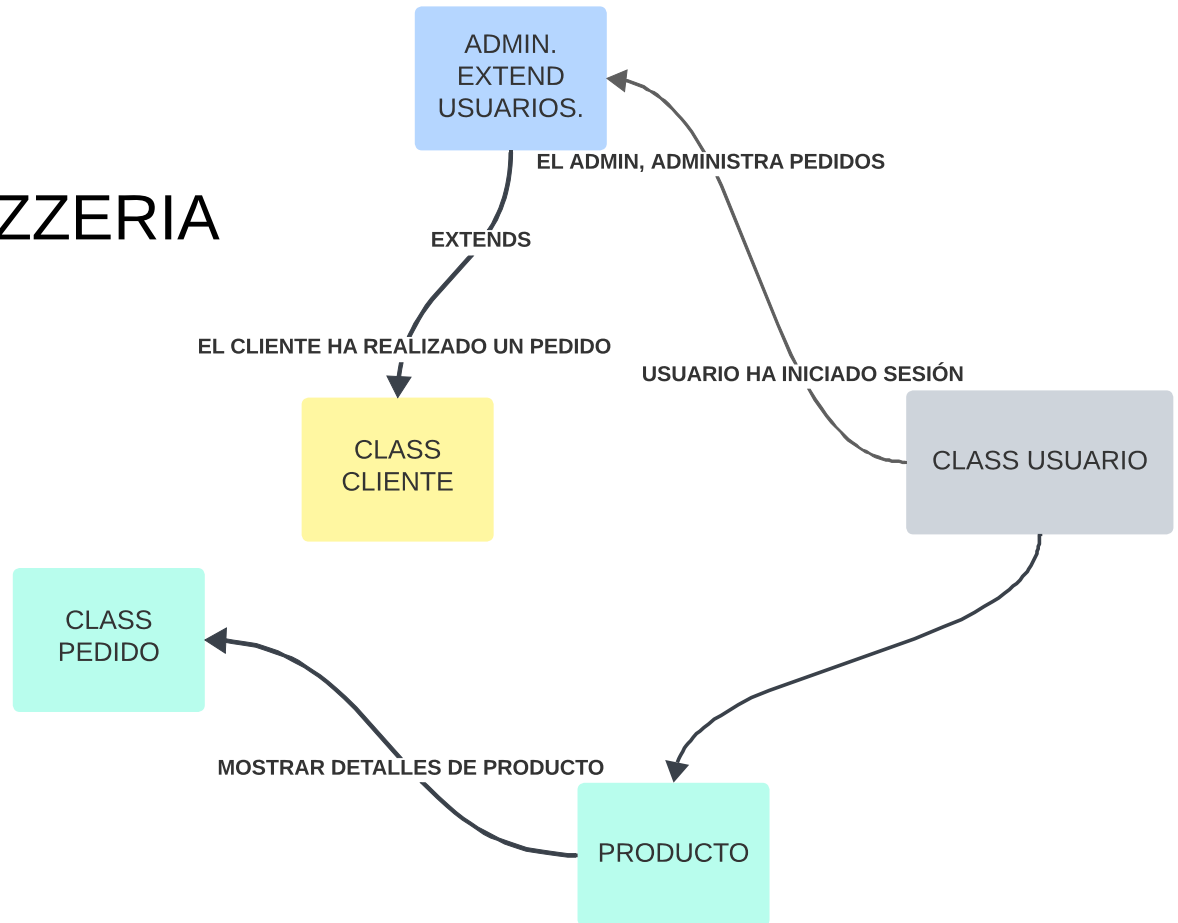 ADMIN.
EXTEND
USUARIOS.
EL ADMIN, ADMINISTRA PEDIDOS
ZZERIA
EXTENDS
EL CLIENTE HA REALIZADO UN PEDIDO
USUARIO HA INICIADO SESIÓN
CLASS
CLIENTE
CLASS USUARIO
CLASS
PEDIDO
MOSTRAR DETALLES DE PRODUCTO
PRODUCTO